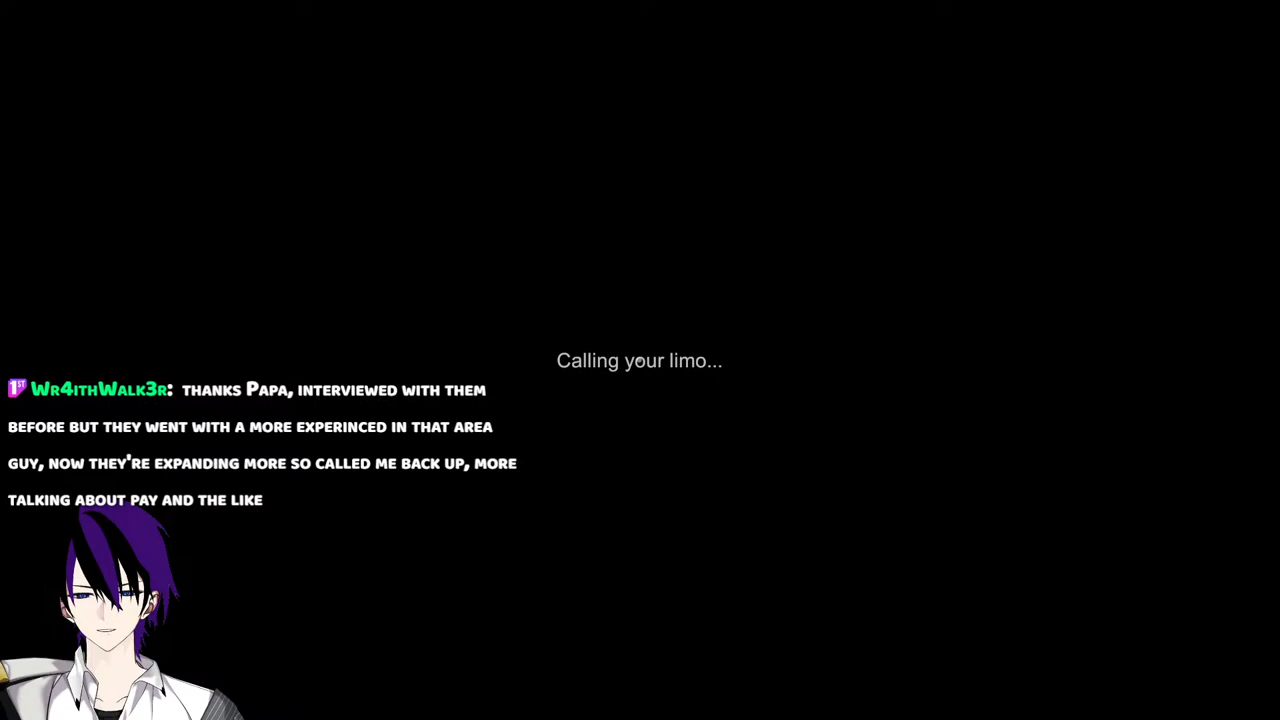 Calling your limo...
1ST Wr4ithWalk3r: thanks Papa, interviewed with them
before but they went with a more experinced in that area
guy, now they're expanding more so called me back up, more
talking about pay and the like